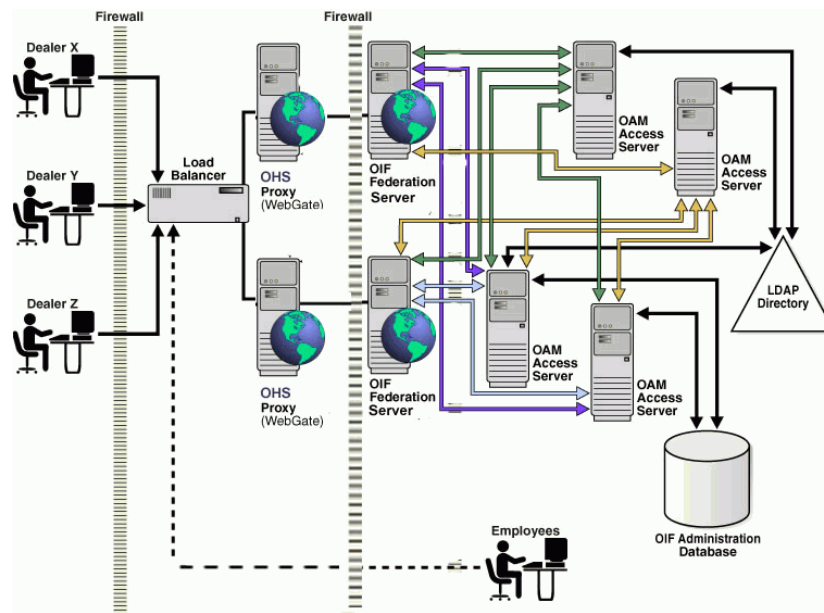 Firewall
Firewall
Dealer X
Dealer Y
Dealer Z
Load
Balancer
OHS
Proxy
(WebGate)
OHS
Proxy
(WebGate)
OIF
Federation
Server
OIF
Federation
Server
OAM
Access
Server
OAM
Access
Server
OAM
Access
Server
OAM
Access
Server
LDAP
Directory
OIF Administration
Database
Employees